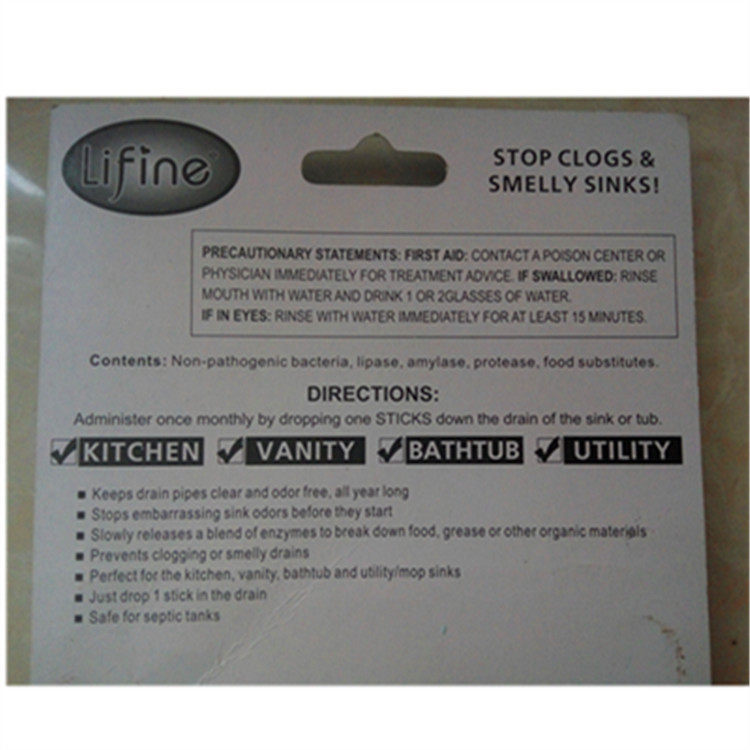 Lifine
STOP CLOGS &
SMELLY SINKS!
PRECAUTIONARY STATEMENTS: FIRST AID: CONTACT A POISON CENTER OR
PHYSICIAN IMMEDIATELY FOR TREATMENT ADVICE. IF SWALLOWED: RINSE
MOUTH WITH WATER AND DRINK 1 OR 2GLASSES OF WATER.
IF IN EYES: RINSE WITH WATER IMMEDIATELY FOR AT LEAST 15 MINUTES.
Contents: Non-pathogenic bacteria, lipase, amylase, protease, food substitutes.
DIRECTIONS:
Administer once monthly by dropping one STICKS down the drain of the sink or tub.
KITCHEN VANITY BATHTUB UTILITY
Keeps drain pipes clear and odor free, all year long
Stops embarrassing sink odors before they start
Slowly releases a blend of enzymes to break down food, grease or other organic materials
Prevents clogging or smelly drains
Perfect for the kitchen, vanity, bathtub and utility/mop sinks
Just drop 1 stick in the drain
Safe for septic tanks